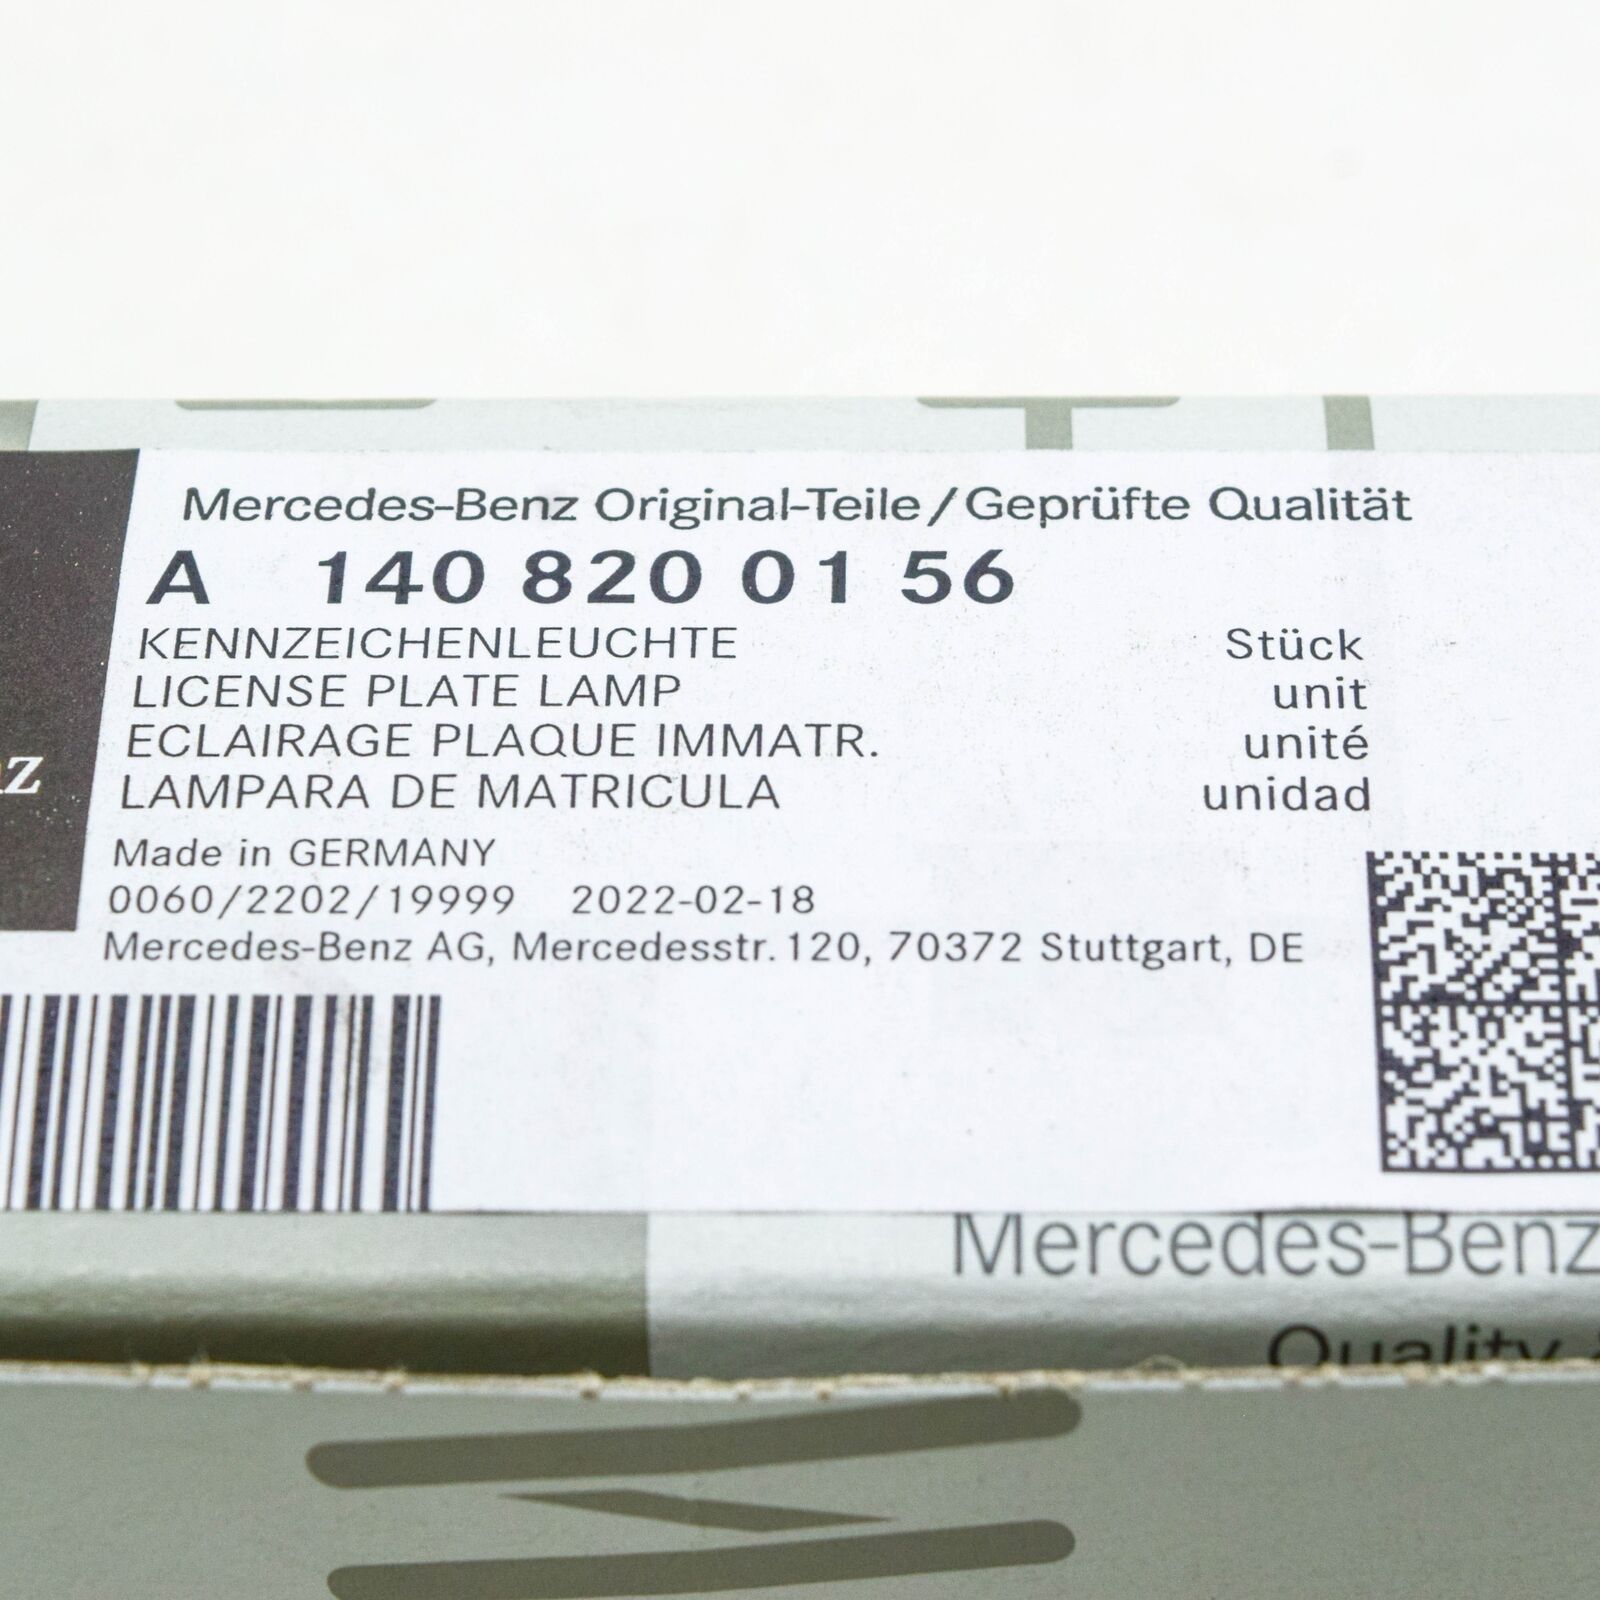 Mercedes-Benz Original-Teile/Geprüfte Qualität
A 140 820 01 56
KENNZEICHENLEUCHTE Stück
LICENSE PLATE LAMP unit
ECLAIRAGE PLAQUE IMMATR. unité
LAMPARA DE MATRICULA unidad
Made in GERMANY
0060/2202/19999 2022-02-18
Mercedes-Benz AG, Mercedesstr. 120, 70372 Stuttgart, DE
Mercedes-Benz
Quality